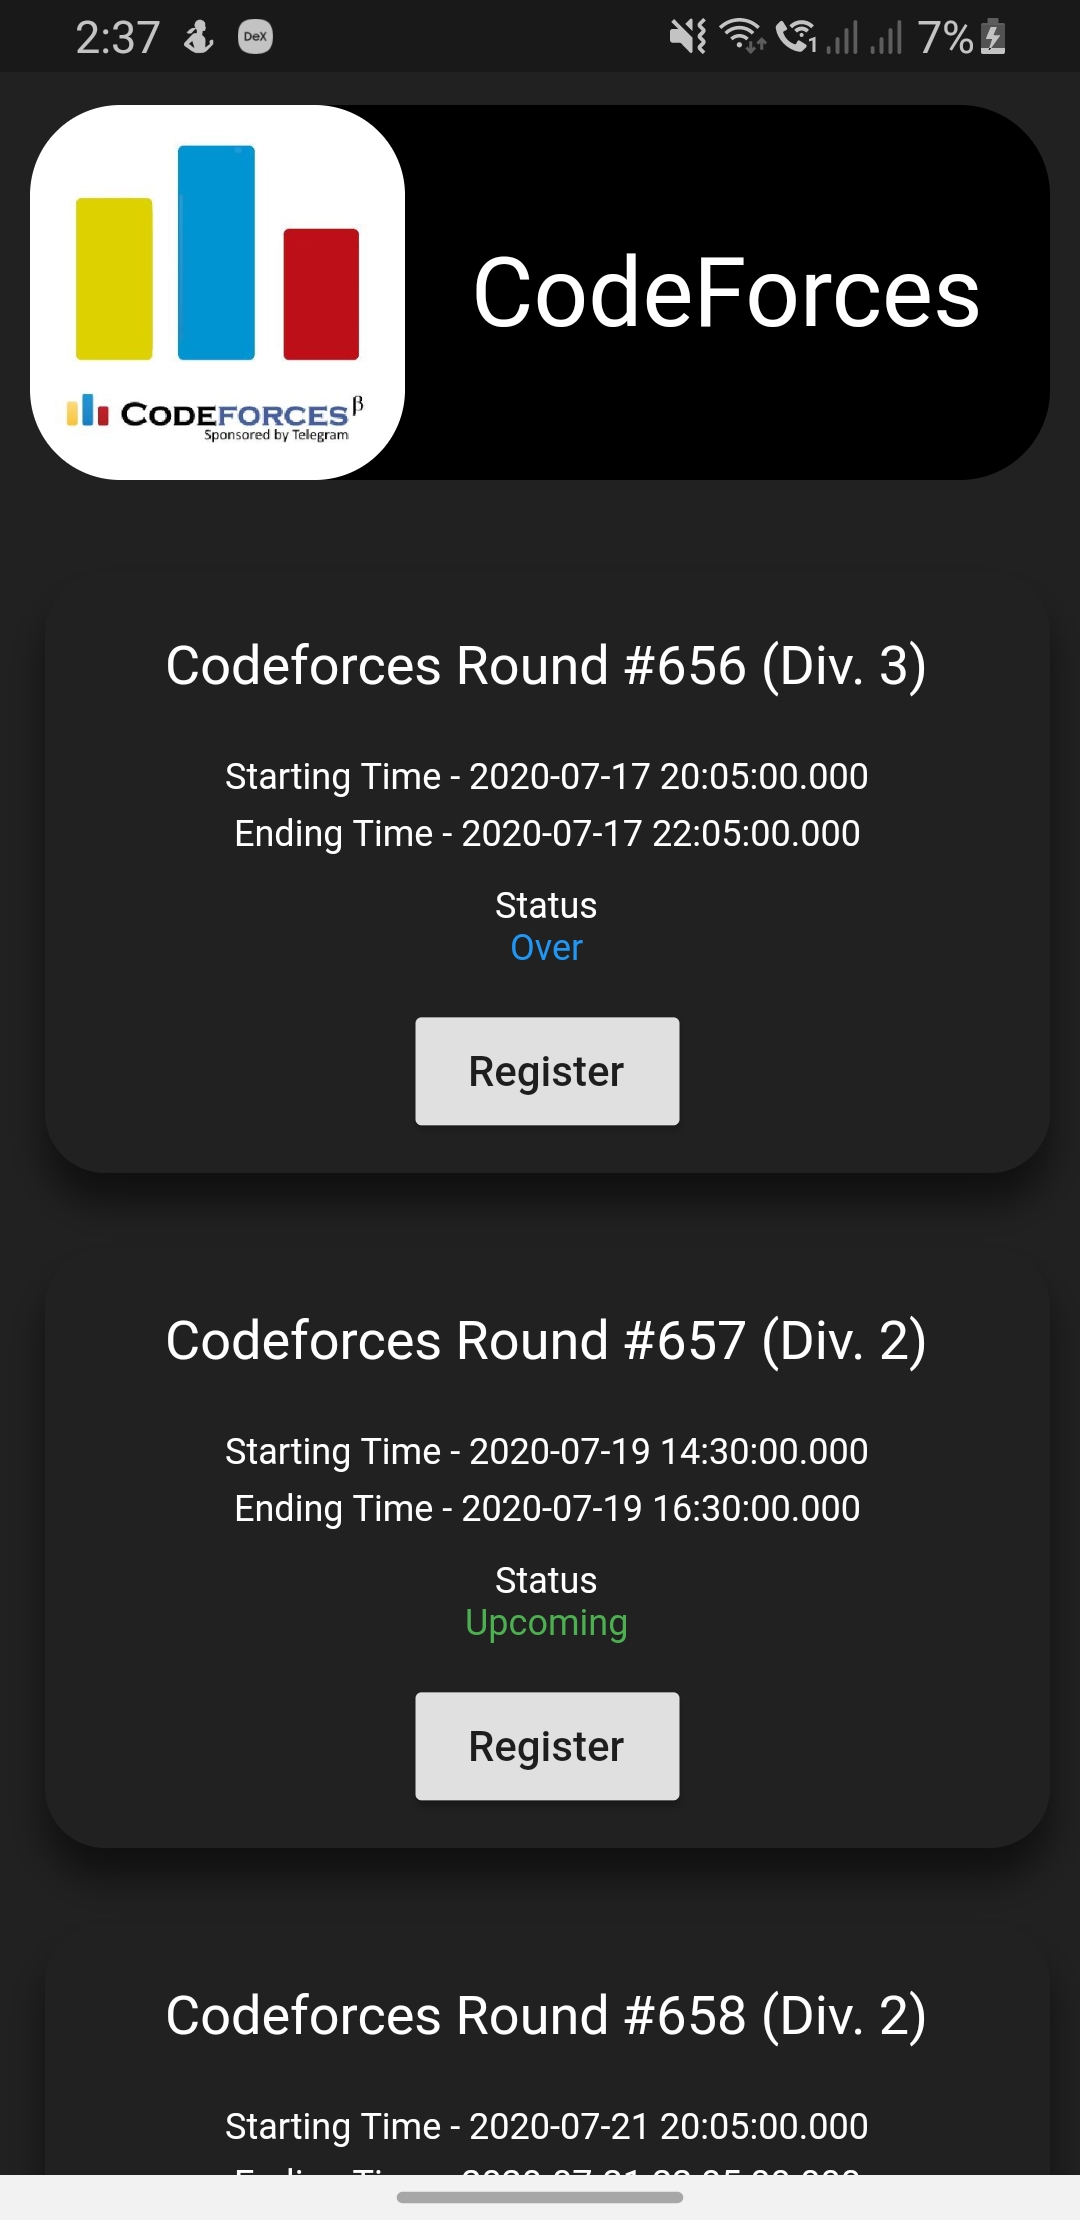 2:37 DeX 1 7%
CodeForces
CODEFORCES β
Sponsored by Telegram
Codeforces Round #656 (Div. 3)
Starting Time - 2020-07-17 20:05:00.000
Ending Time - 2020-07-17 22:05:00.000
Status
Over
Register
Codeforces Round #657 (Div. 2)
Starting Time - 2020-07-19 14:30:00.000
Ending Time - 2020-07-19 16:30:00.000
Status
Upcoming
Register
Codeforces Round #658 (Div. 2)
Starting Time - 2020-07-21 20:05:00.000